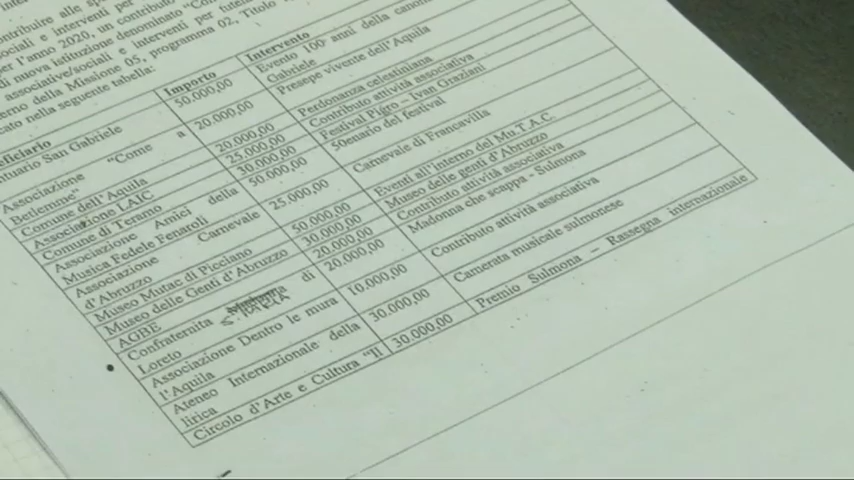 ntribuire alle
sociali e interventi per
per l'anno 2020, un contributo
di nuova istituzione denominato
associative/sociali e interventi per
erno della Missione 05, programma 02, Titolo
cato nella seguente tabella:
eficiario Importo Intervento
ntuario San Gabriele 50.000,00 Evento 100 anni della
Gabriele
Associazione "Come a 20.000,00 Presepe vivente dell'Aquila
Betlemme"
Comune dell'Aquila 20.000,00 Perdonanza celestiniana
Associazione LAIC 25.000,00 Contributo attività associativa
Comune di Teramo 30.000,00 Festival Pigro – Ivan Graziani
Associazione Amici della 50.000,00 50enario del festival
Musica Fedele Fenaroli
Associazione Carnevale 25.000,00 Carnevale di Francavilla
d'Abruzzo
Museo Mutac di Picciano 50.000,00 Eventi all'interno del Mu.T.A.C.
Museo delle Genti d'Abruzzo 30.000,00 Museo delle genti d'Abruzzo
AGBE 20.000,00 Contributo attività associativa
Confraternita di 20.000,00 Madonna che scappa - Sulmona
Loreto
Associazione Dentro le mura 10.000,00 Contributo attività associativa
l'Aquila
Ateneo Internazionale della 30.000,00 Camerata musicale sulmonese
lirica
Circolo d'Arte e Cultura "Il 30.000,00 Premio Sulmona – Rassegna internazionale